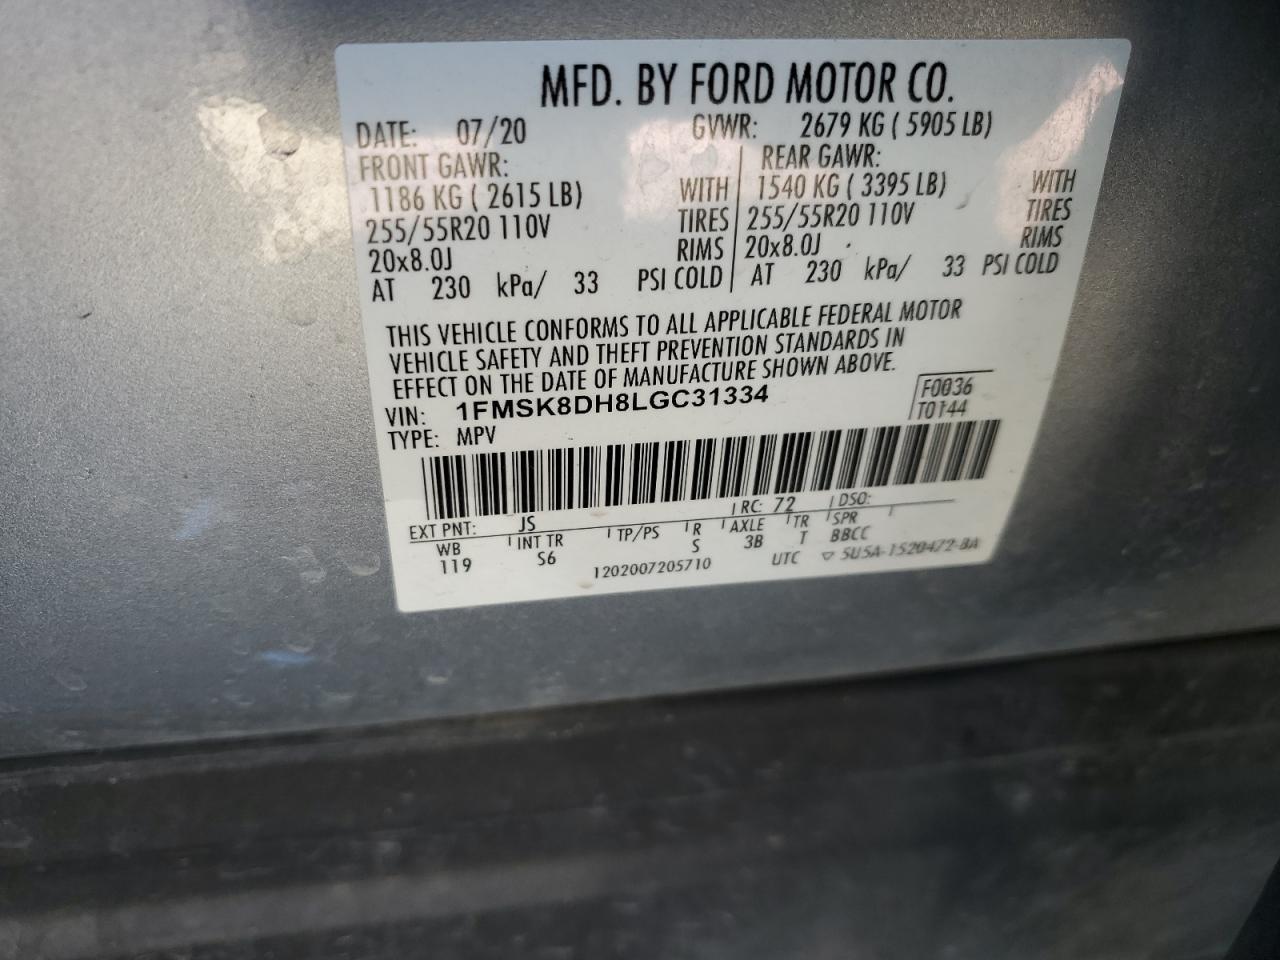 MFD. BY FORD MOTOR CO.
DATE: 07/20 GVWR: 2679 KG ( 5905 LB)
FRONT GAWR: REAR GAWR:
1186 KG ( 2615 LB) WITH 1540 KG ( 3395 LB) WITH
255/55R20 110V TIRES 255/55R20 110V TIRES
20x8.0J RIMS 20x8.0J RIMS
AT 230 kPa/ 33 PSI COLD AT 230 kPa/ 33 PSI COLD
THIS VEHICLE CONFORMS TO ALL APPLICABLE FEDERAL MOTOR
VEHICLE SAFETY AND THEFT PREVENTION STANDARDS IN
EFFECT ON THE DATE OF MANUFACTURE SHOWN ABOVE.
VIN: 1FMSK8DH8LGC31334 F0036
TYPE: MPV T0144
EXT PNT: JS RC: 72 DSO:
WB INT TR TP/PS R AXLE TR SPR
119 S6 S 3B T BBCC
1202007205710 UTC ▽ 5U5A-1520472-BA